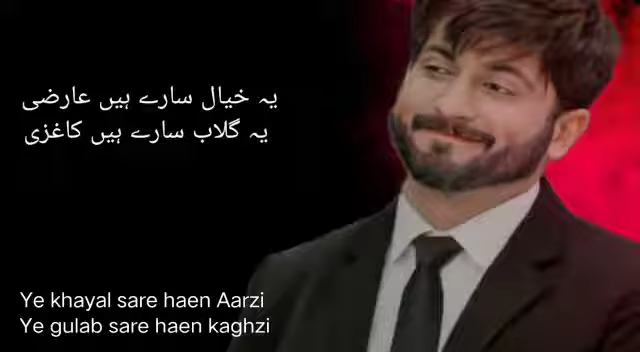 یہ خیال سارے ہیں عارضی
یہ گلاب سارے ہیں کاغزی
Ye khayal sare haen Aarzi
Ye gulab sare haen kaghzi